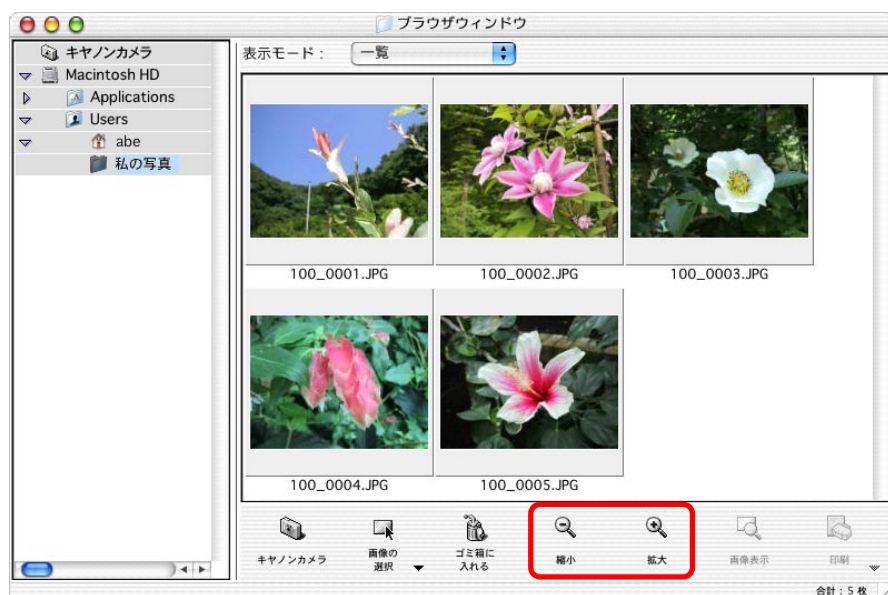 ブラウザウィンドウ
キヤノンカメラ
Macintosh HD
Applications
Users
abe
私の写真
表示モード： 一覧
100_0001.JPG 100_0002.JPG 100_0003.JPG
100_0004.JPG 100_0005.JPG
キヤノンカメラ
画像の
選択
ゴミ箱に
入れる
縮小
拡大
画像表示
印刷
合計：5 枚